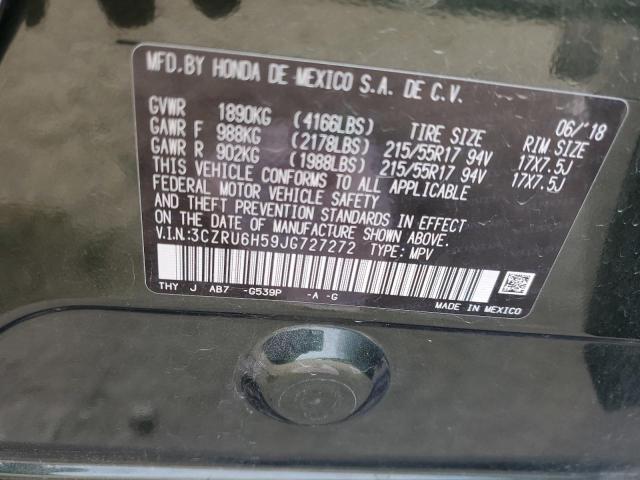 MFD. BY HONDA DE MEXICO S.A. DE C.V.
06/'18
GVWR 1890KG (4166LBS) TIRE SIZE RIM SIZE
GAWR F 988KG (2178LBS) 215/55R17 94V 17X7.5J
GAWR R 902KG (1988LBS) 215/55R17 94V 17X7.5J
THIS VEHICLE CONFORMS TO ALL APPLICABLE
FEDERAL MOTOR VEHICLE SAFETY
AND THEFT PREVENTION STANDARDS IN EFFECT
ON THE DATE OF MANUFACTURE SHOWN ABOVE.
V.I.N:3CZRU6H59JG727272 TYPE: MPV
THY J AB7 -G539P -A -G
MADE IN MEXICO